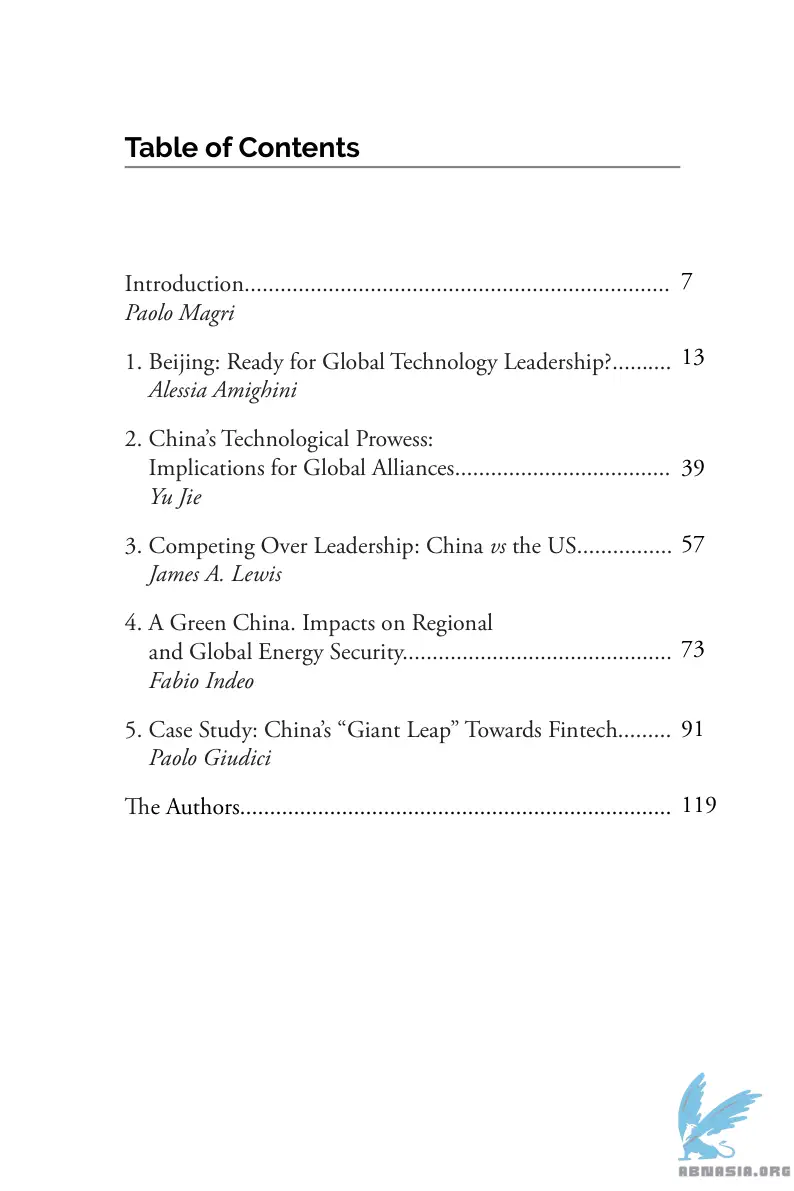 Table of Contents
Introduction....................................................................... 7
Paolo Magri
1. Beijing: Ready for Global Technology Leadership?.......... 13
Alessia Amighini
2. China’s Technological Prowess:
Implications for Global Alliances.................................... 39
Yu Jie
3. Competing Over Leadership: China vs the US................ 57
James A. Lewis
4. A Green China. Impacts on Regional
and Global Energy Security............................................. 73
Fabio Indeo
5. Case Study: China’s “Giant Leap” Towards Fintech......... 91
Paolo Giudici
The Authors........................................................................ 119
ABNASIA.ORG